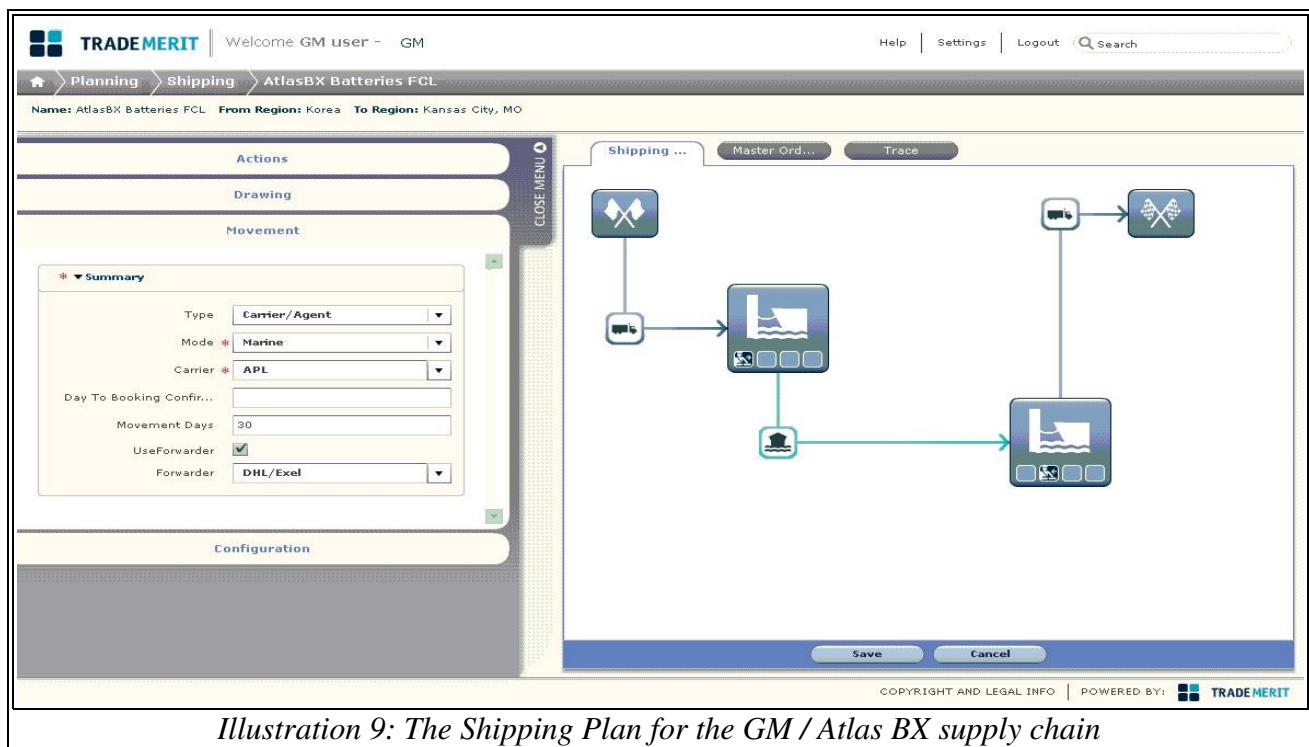 TRADEMERIT Welcome GM user - GM Help Settings Logout Search
Planning Shipping AtlasBX Batteries FCL
Name: AtlasBX Batteries FCL From Region: Korea To Region: Kansas City, MO
Actions
Drawing
Movement
CLOSE MENU
* Summary
Type Carrier/Agent
Mode * Marine
Carrier * APL
Day To Booking Confir...
Movement Days 30
UseForwarder
Forwarder DHL/Exel
Configuration
Shipping ... Master Ord... Trace
Save Cancel
COPYRIGHT AND LEGAL INFO POWERED BY: TRADEMERIT
Illustration 9: The Shipping Plan for the GM / Atlas BX supply chain